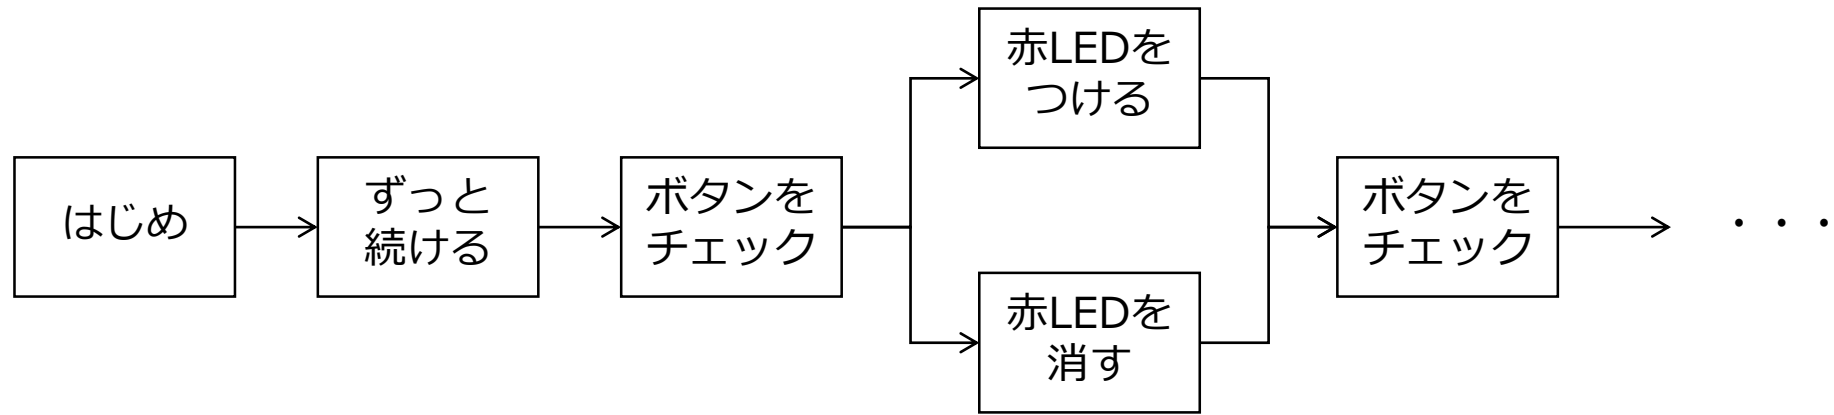 はじめ
ずっと
続ける
ボタンを
チェック
赤LEDを
つける
赤LEDを
消す
ボタンを
チェック
・・・